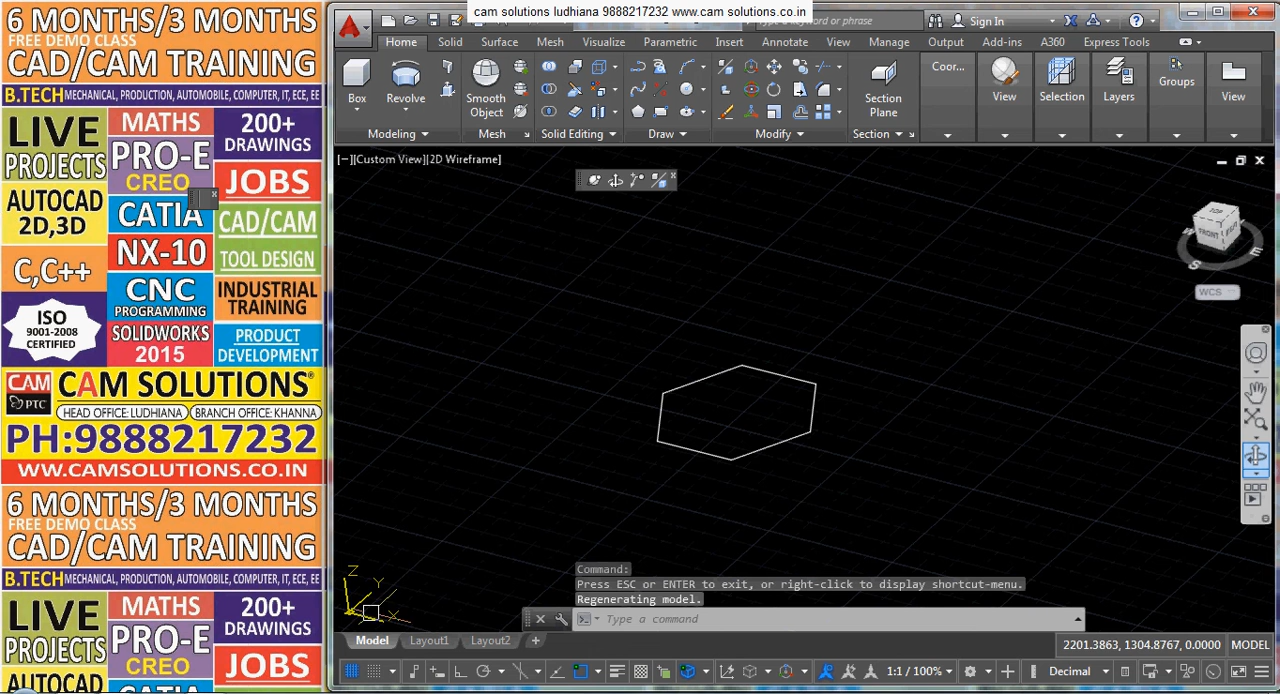 6 MONTHS/3 MONTHS
FREE DEMO CLASS
CAD/CAM TRAINING
B.TECH MECHANICAL, PRODUCTION, AUTOMOBILE, COMPUTER, IT, ECE, EE
LIVE PROJECTS
MATHS
200+ DRAWINGS
PRO-E
CREO
JOBS
AUTOCAD
2D,3D
CATIA
CAD/CAM
TOOL DESIGN
NX-10
C,C++
CNC
PROGRAMMING
INDUSTRIAL
TRAINING
ISO
9001-2008
CERTIFIED
SOLIDWORKS
2015
PRODUCT
DEVELOPMENT
CAM
PTC
CAM SOLUTIONS
HEAD OFFICE: LUDHIANA
BRANCH OFFICE: KHANNA
PH:9888217232
WWW.CAMSOLUTIONS.CO.IN
6 MONTHS/3 MONTHS
FREE DEMO CLASS
CAD/CAM TRAINING
B.TECH MECHANICAL, PRODUCTION, AUTOMOBILE, COMPUTER, IT, ECE, EE
LIVE PROJECTS
MATHS
200+ DRAWINGS
PRO-E
CREO
JOBS
AUTOCAD
cam solutions ludhiana 9888217232 www.cam solutions.co.in
Type a keyword or phrase
Sign In
Home Solid Surface Mesh Visualize Parametric Insert Annotate View Manage Output Add-ins A360 Express Tools
Box
Revolve
Smooth
Object
Section
Plane
Coor...
View
Selection
Layers
Groups
View
Modeling
Mesh
Solid Editing
Draw
Modify
Section
[−][Custom View][2D Wireframe]
TOP
FRONT
S
E
WCS
Z
Y
X
Command:
Press ESC or ENTER to exit, or right-click to display shortcut-menu.
Regenerating model.
Type a command
Model Layout1 Layout2 +
2201.3863, 1304.8767, 0.0000 MODEL
1:1 / 100%
Decimal